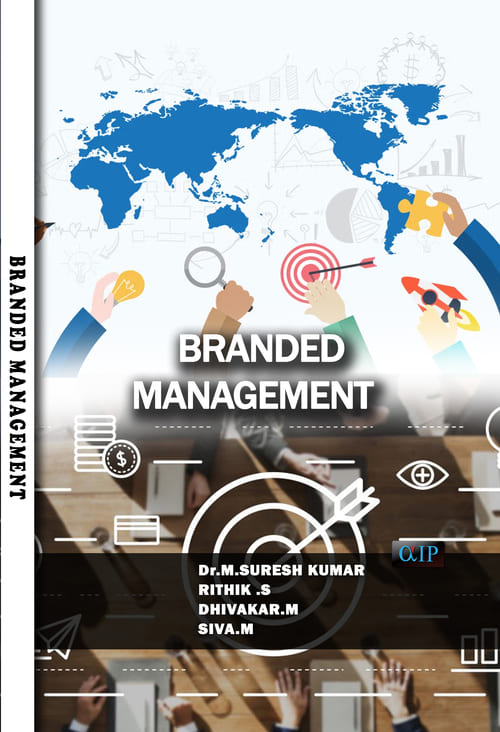 BRANDED MANAGEMENT
BRANDED
MANAGEMENT
$
$
αIP
Dr.M.SURESH KUMAR
RITHIK .S
DHIVAKAR.M
SIVA.M